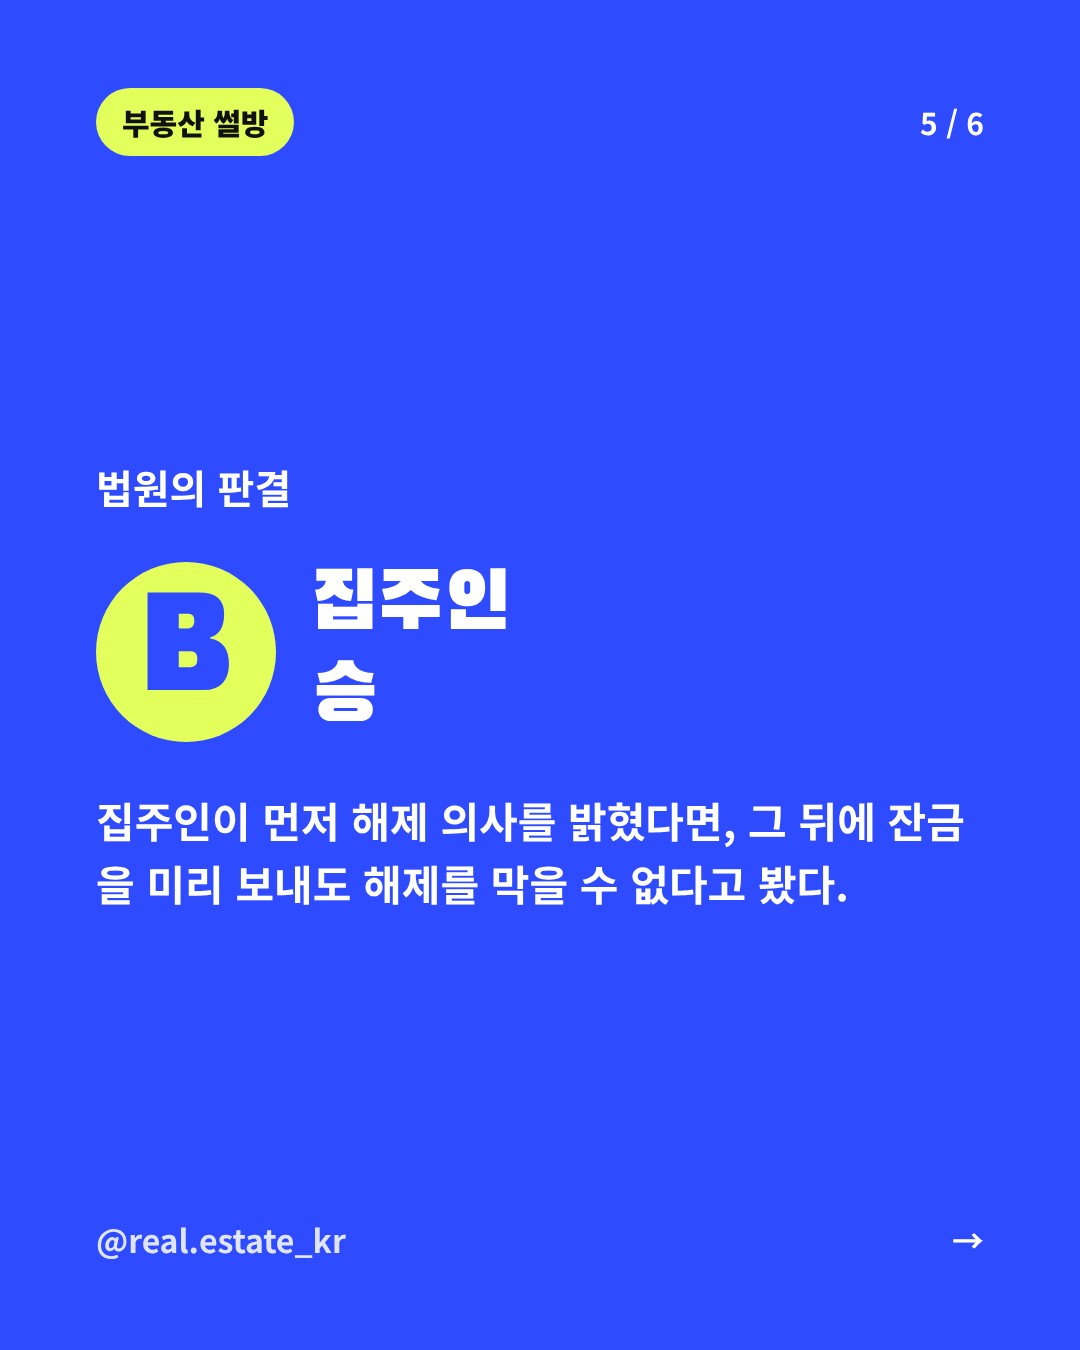 부동산 썰방
5 / 6
법원의 판결
B
집주인
승
집주인이 먼저 해제 의사를 밝혔다면, 그 뒤에 잔금
을 미리 보내도 해제를 막을 수 없다고 봤다.
@real.estate_kr
→